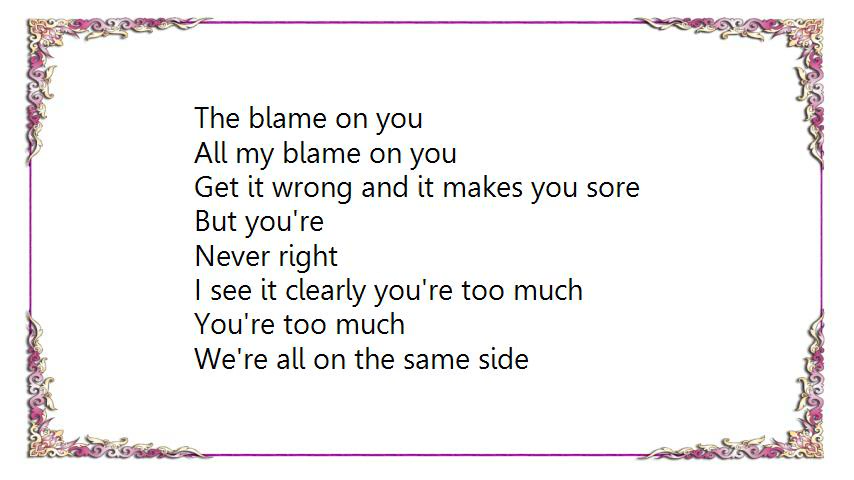 The blame on you
All my blame on you
Get it wrong and it makes you sore
But you're
Never right
I see it clearly you're too much
You're too much
We're all on the same side